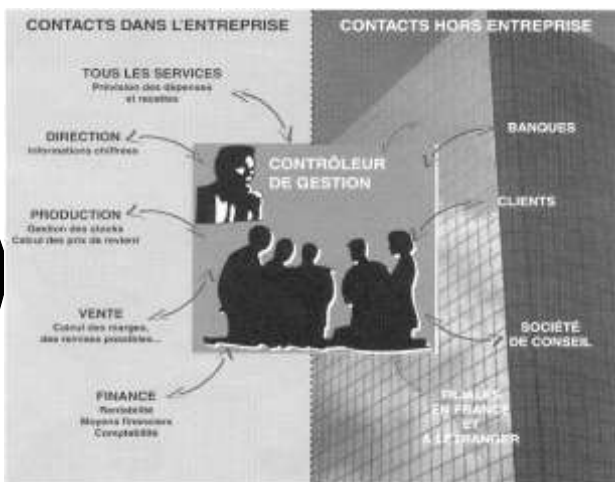 CONTACTS DANS L'ENTREPRISE
CONTACTS HORS ENTREPRISE
TOUS LES SERVICES
Prévision des dépenses
et recettes
DIRECTION
Informations chiffrées
BANQUES
CONTRÔLEUR
DE GESTION
PRODUCTION
Gestion des stocks
Calcul des prix de revient
CLIENTS
VENTE
Calcul des marges,
des remises possibles...
SOCIÉTÉ
DE CONSEIL
FINANCE
Rentabilité
Moyens financiers
Comptabilité
FILIALES
EN FRANCE
ET
A L'ETRANGER